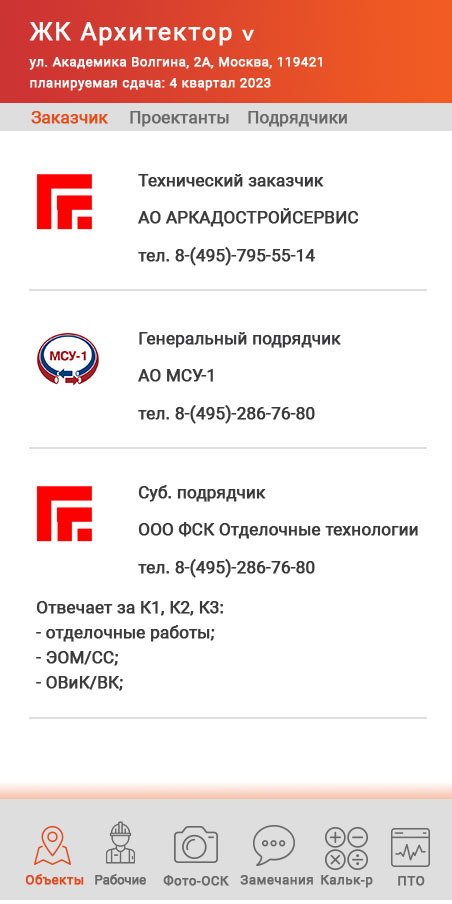 ЖК Архитектор v
ул. Академика Волгина, 2А, Москва, 119421
планируемая сдача: 4 квартал 2023
Заказчик Проектанты Подрядчики
Технический заказчик
АО АРКАДОСТРОЙСЕРВИС
тел. 8-(495)-795-55-14
МСУ-1
Генеральный подрядчик
АО МСУ-1
тел. 8-(495)-286-76-80
Суб. подрядчик
ООО ФСК Отделочные технологии
тел. 8-(495)-286-76-80
Отвечает за К1, К2, К3:
- отделочные работы;
- ЭОМ/СС;
- ОВиК/ВК;
Объекты Рабочие Фото-ОСК Замечания Кальк-р ПТО